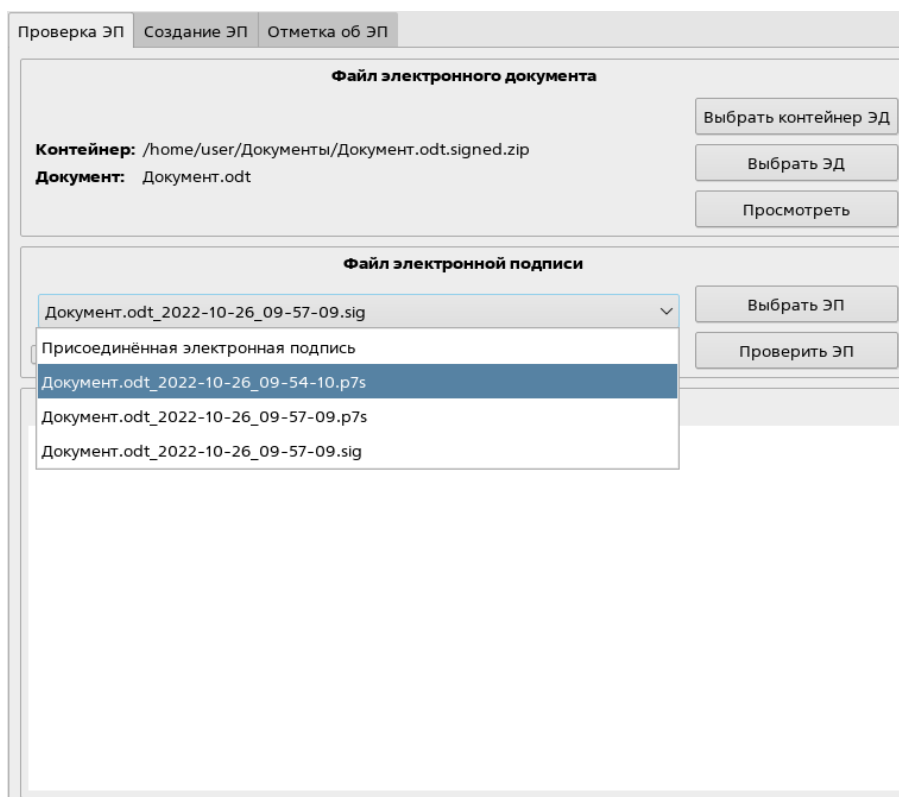 Проверка ЭП Создание ЭП Отметка об ЭП
Файл электронного документа
Выбрать контейнер ЭД
Контейнер: /home/user/Документы/Документ.odt.signed.zip
Выбрать ЭД
Документ: Документ.odt
Просмотреть
Файл электронной подписи
Документ.odt_2022-10-26_09-57-09.sig
Выбрать ЭП
Присоединённая электронная подпись
Проверить ЭП
Документ.odt_2022-10-26_09-54-10.p7s
Документ.odt_2022-10-26_09-57-09.p7s
Документ.odt_2022-10-26_09-57-09.sig